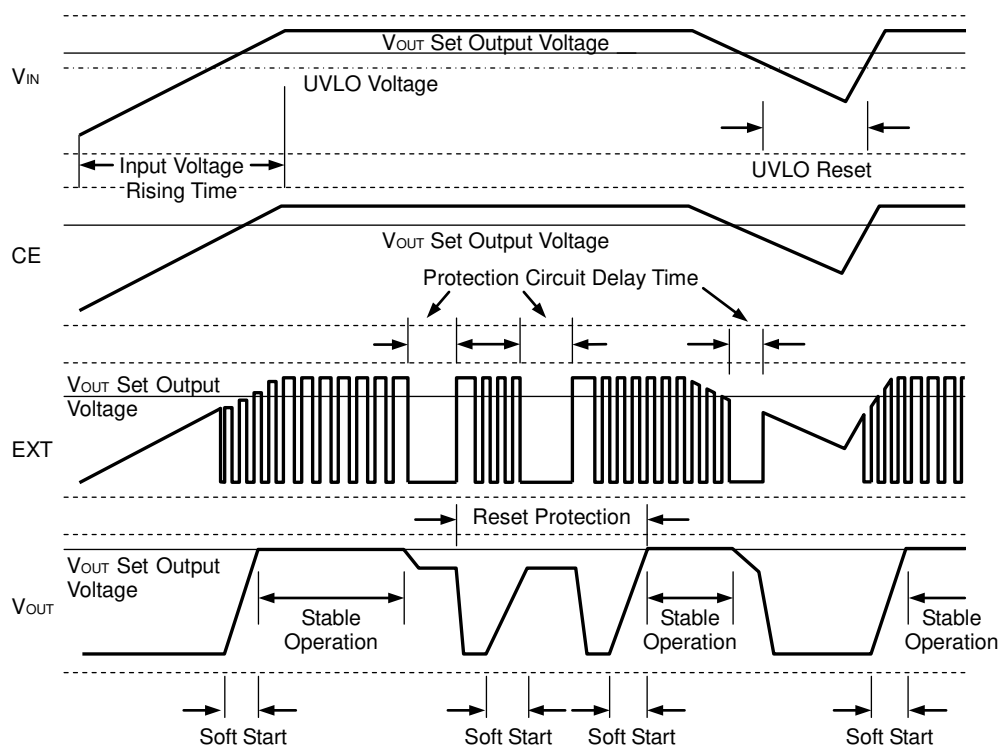 VOUT Set Output Voltage
VIN
UVLO Voltage
Input Voltage
Rising Time
UVLO Reset
VOUT Set Output Voltage
CE
Protection Circuit Delay Time
VOUT Set Output
Voltage
EXT
Reset Protection
VOUT Set Output
Voltage
VOUT
Stable
Operation
Stable
Operation
Stable
Operation
Soft Start
Soft Start
Soft Start
Soft Start